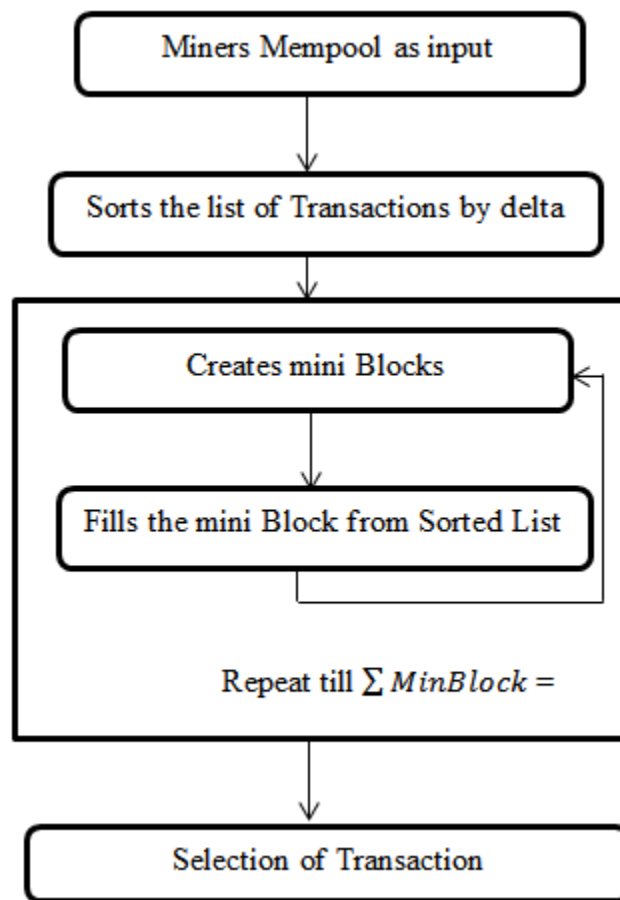 Miners Mempool as input
Sorts the list of Transactions by delta
Creates mini Blocks
Fills the mini Block from Sorted List
Repeat till ∑ MinBlock =
Selection of Transaction